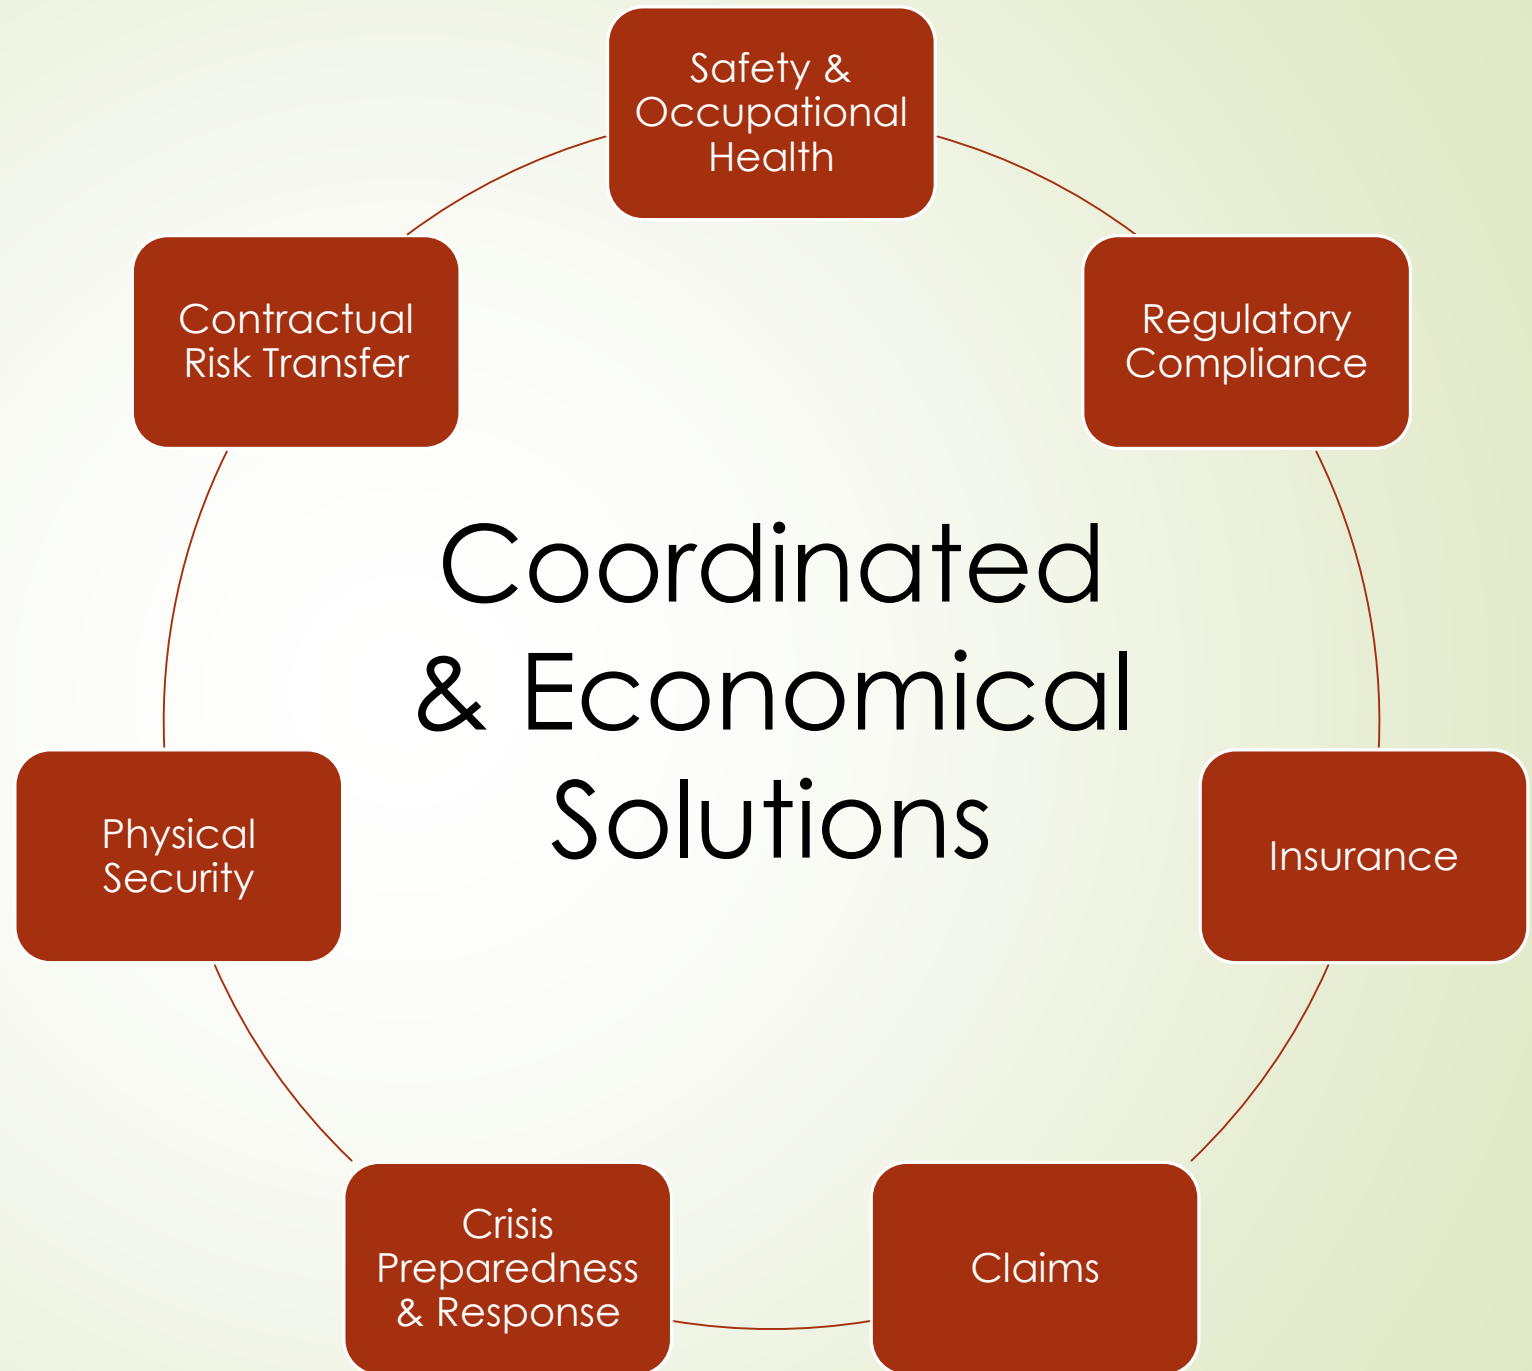 Safety &
Occupational
Health
Contractual
Risk Transfer
Regulatory
Compliance
Coordinated
& Economical
Solutions
Physical
Security
Insurance
Crisis
Preparedness
& Response
Claims